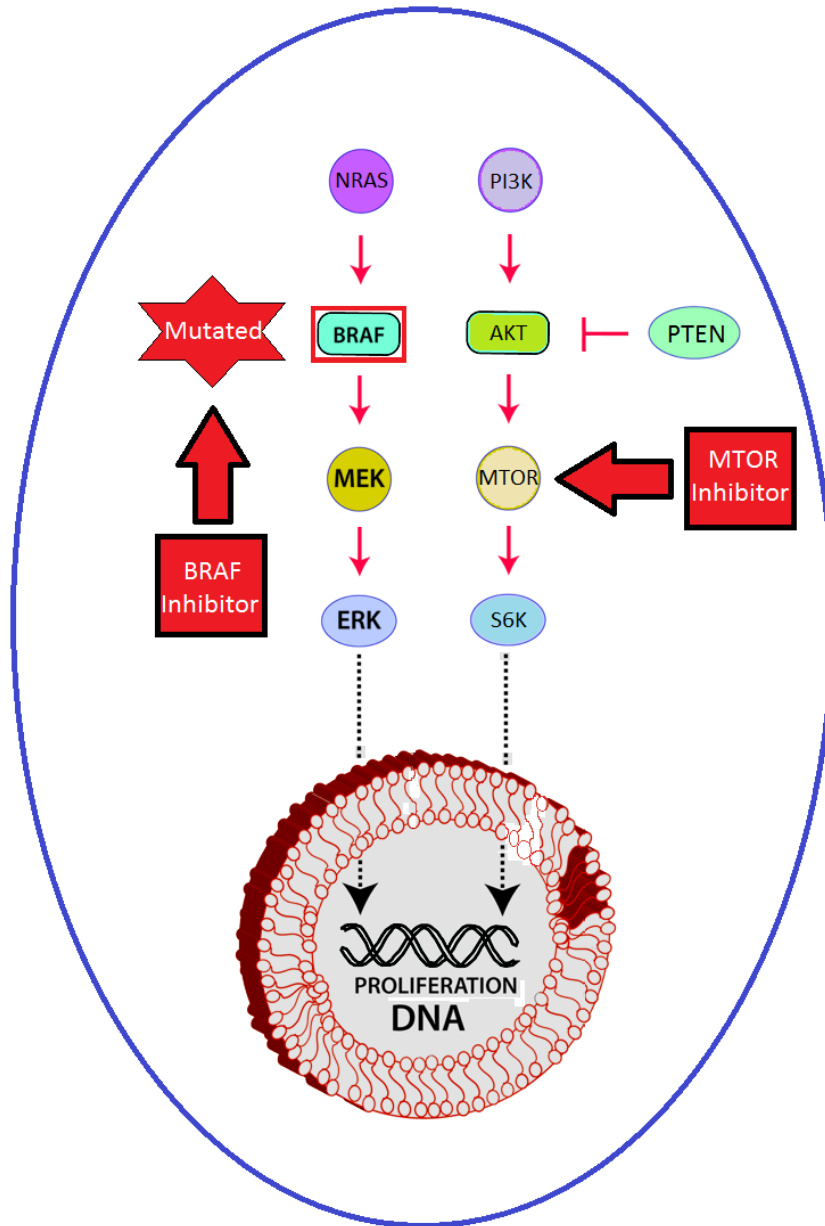 NRAS
PI3K
Mutated
BRAF
AKT
PTEN
MEK
MTOR
MTOR
Inhibitor
BRAF
Inhibitor
ERK
S6K
PROLIFERATION
DNA